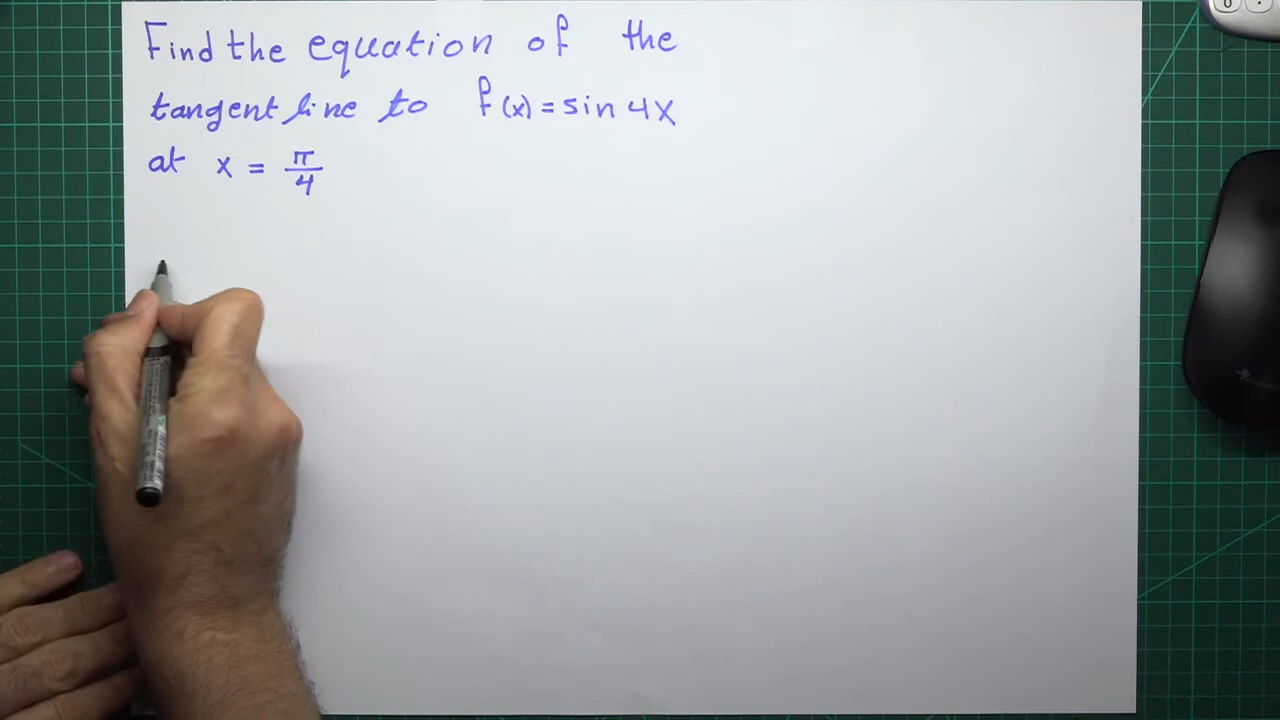 Find the equation of the
tangent line to f(x) = sin 4x
at x = π/4